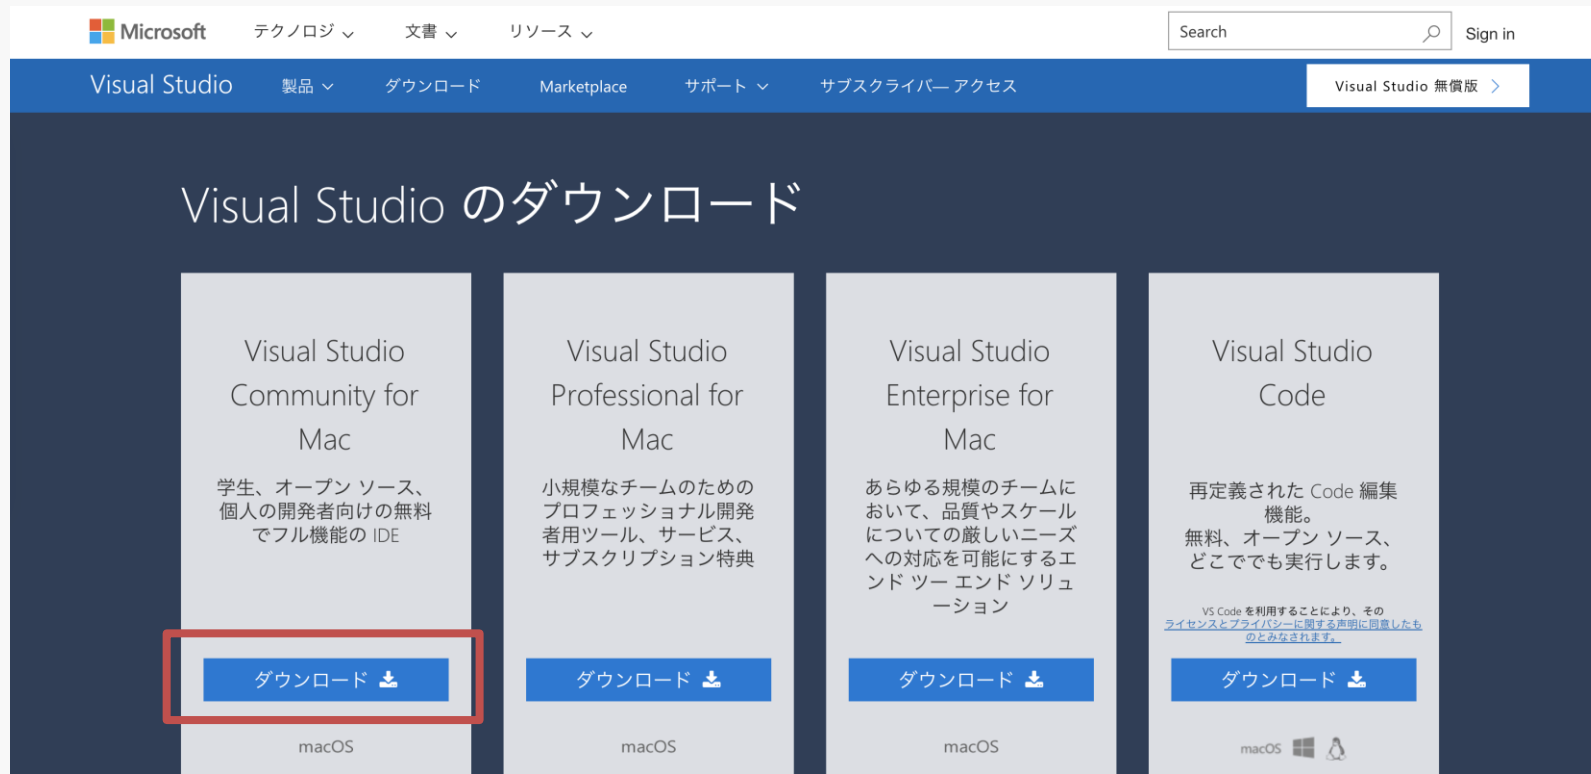 Microsoft テクノロジ 文書 リソース Search Sign in
Visual Studio 製品 ダウンロード Marketplace サポート サブスクライバー アクセス Visual Studio 無償版
Visual Studio のダウンロード
Visual Studio
Community for
Mac
学生、オープン ソース、
個人の開発者向けの無料
でフル機能の IDE
ダウンロード
macOS
Visual Studio
Professional for
Mac
小規模なチームのための
プロフェッショナル開発
者用ツール、サービス、
サブスクリプション特典
ダウンロード
macOS
Visual Studio
Enterprise for
Mac
あらゆる規模のチームに
おいて、品質やスケール
についての厳しいニーズ
への対応を可能にするエ
ンド ツー エンド ソリュ
ーション
ダウンロード
macOS
Visual Studio
Code
再定義された Code 編集
機能。
無料、オープン ソース、
どこででも実行します。
VS Code を利用することにより、その
ライセンスとプライバシーに関する声明に同意したも
のとみなされます。
ダウンロード
macOS